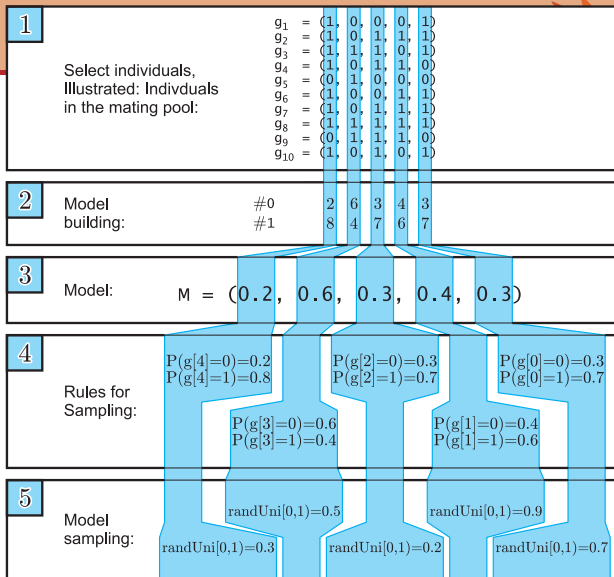 1
Select individuals,
Illustrated: Indivduals
in the mating pool:
g1 = (1, 0, 0, 0, 1)
g2 = (1, 0, 1, 1, 1)
g3 = (1, 1, 1, 0, 1)
g4 = (1, 0, 1, 1, 0)
g5 = (0, 1, 0, 0, 0)
g6 = (1, 0, 0, 1, 1)
g7 = (1, 1, 1, 1, 1)
g8 = (1, 1, 1, 1, 1)
g9 = (0, 1, 1, 1, 0)
g10 = (1, 0, 1, 0, 1)
2
Model
building:
#0 2 6 3 4 3
#1 8 4 7 6 7
3
Model:
M = (0.2, 0.6, 0.3, 0.4, 0.3)
4
Rules for
Sampling:
P(g[4]=0)=0.2 P(g[2]=0)=0.3 P(g[0]=0)=0.3
P(g[4]=1)=0.8 P(g[2]=1)=0.7 P(g[0]=1)=0.7
P(g[3]=0)=0.6 P(g[1]=0)=0.4
P(g[3]=1)=0.4 P(g[1]=1)=0.6
5
Model
sampling:
randUni[0,1)=0.5 randUni[0,1)=0.9
randUni[0,1)=0.3 randUni[0,1)=0.2 randUni[0,1)=0.7